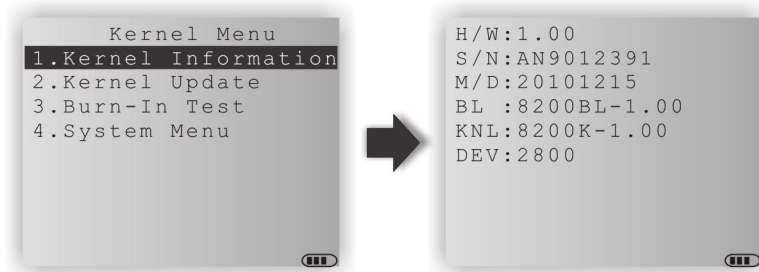 Kernel Menu
1.Kernel Information
2.Kernel Update
3.Burn-In Test
4.System Menu
H/W:1.00
S/N:AN9012391
M/D:20101215
BL :8200BL-1.00
KNL:8200K-1.00
DEV:2800